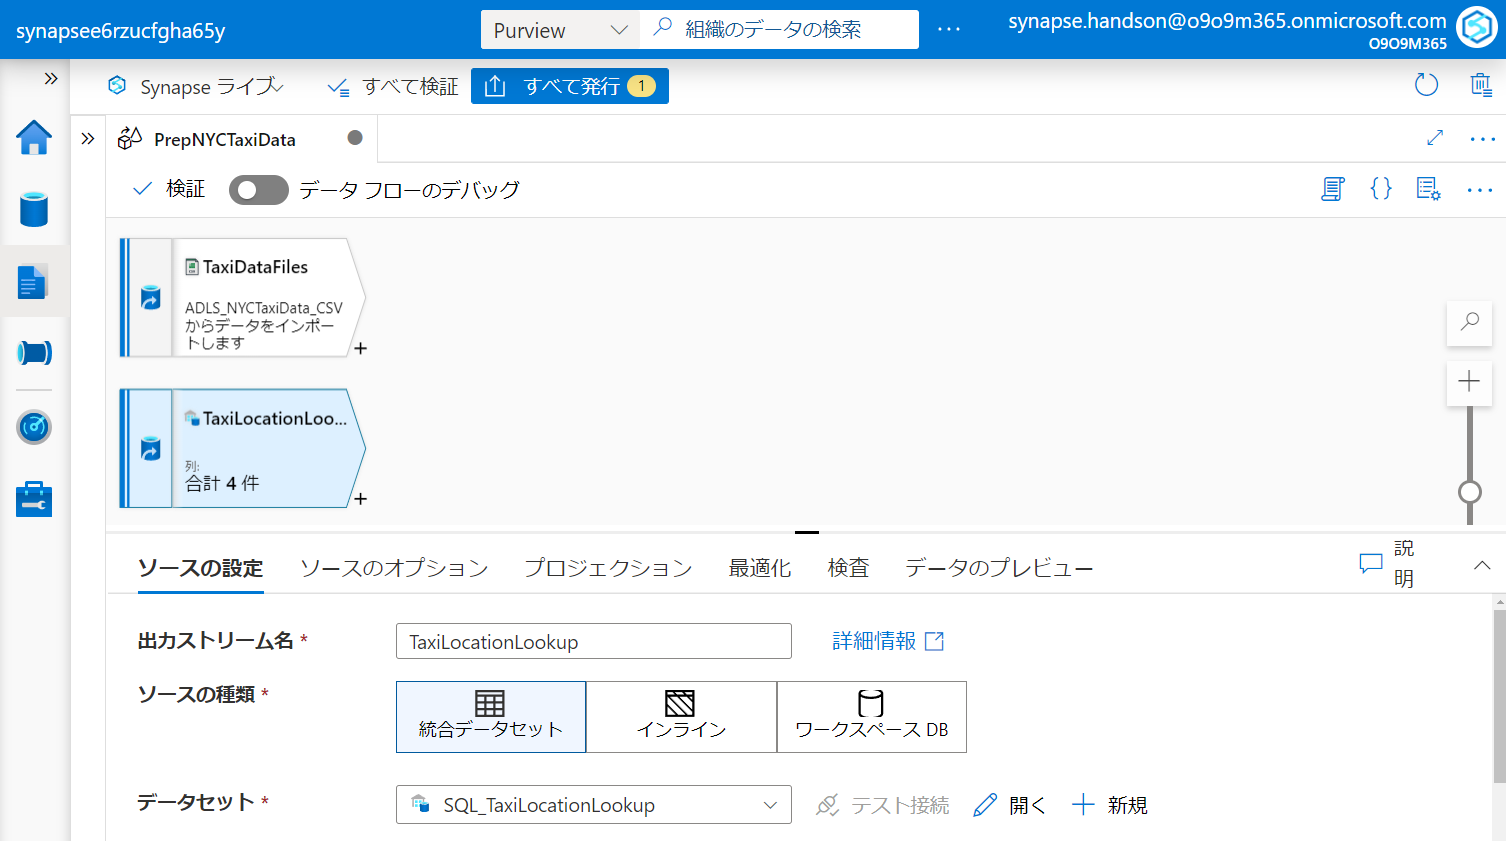 synapsee6rzucfgha65y
Purview
組織のデータの検索
synapse.handson@o9o9m365.onmicrosoft.com
O9O9M365
Synapse ライブ
すべて検証
すべて発行 1
PrepNYCTaxiData
検証
データ フローのデバッグ
TaxiDataFiles
ADLS_NYCTaxiData_CSV
からデータをインポー
トします
TaxiLocationLoo...
列:
合計 4 件
ソースの設定
ソースのオプション
プロジェクション
最適化
検査
データのプレビュー
説
明
出力ストリーム名 *
TaxiLocationLookup
詳細情報
ソースの種類 *
統合データセット
インライン
ワークスペース DB
データセット *
SQL_TaxiLocationLookup
テスト接続
開く
新規